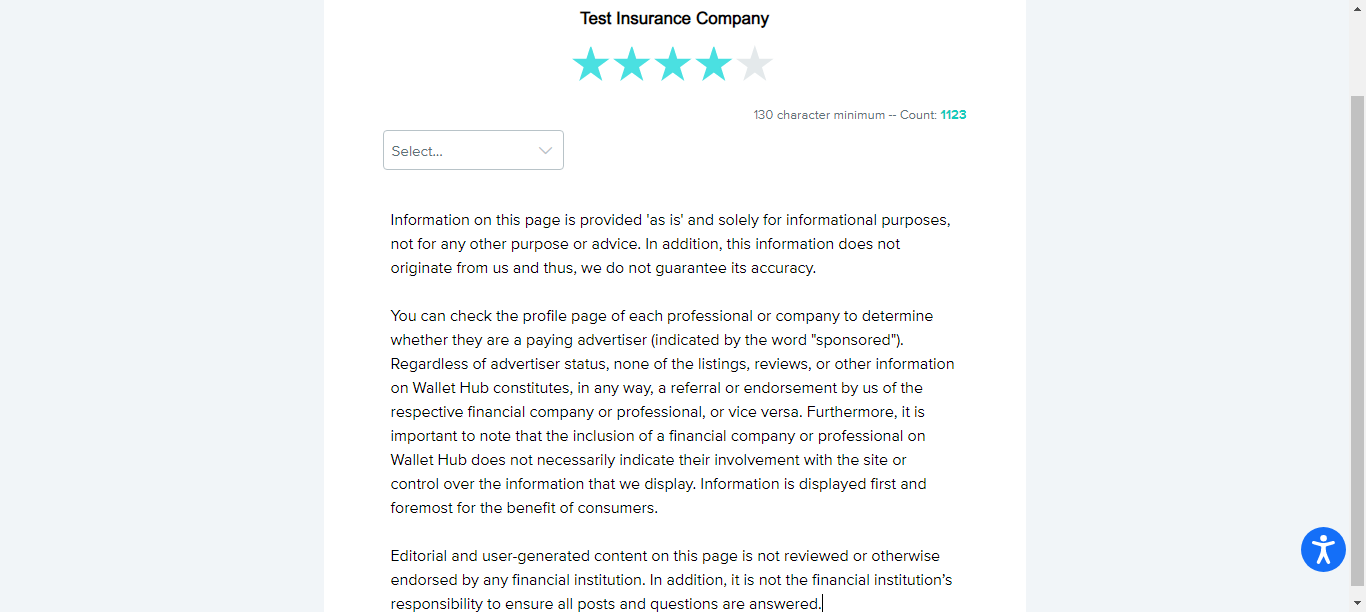 Test Insurance Company
130 character minimum -- Count: 1123
Select...
Information on this page is provided 'as is' and solely for informational purposes,
not for any other purpose or advice. In addition, this information does not
originate from us and thus, we do not guarantee its accuracy.
You can check the profile page of each professional or company to determine
whether they are a paying advertiser (indicated by the word "sponsored").
Regardless of advertiser status, none of the listings, reviews, or other information
on Wallet Hub constitutes, in any way, a referral or endorsement by us of the
respective financial company or professional, or vice versa. Furthermore, it is
important to note that the inclusion of a financial company or professional on
Wallet Hub does not necessarily indicate their involvement with the site or
control over the information that we display. Information is displayed first and
foremost for the benefit of consumers.
Editorial and user-generated content on this page is not reviewed or otherwise
endorsed by any financial institution. In addition, it is not the financial institution’s
responsibility to ensure all posts and questions are answered.